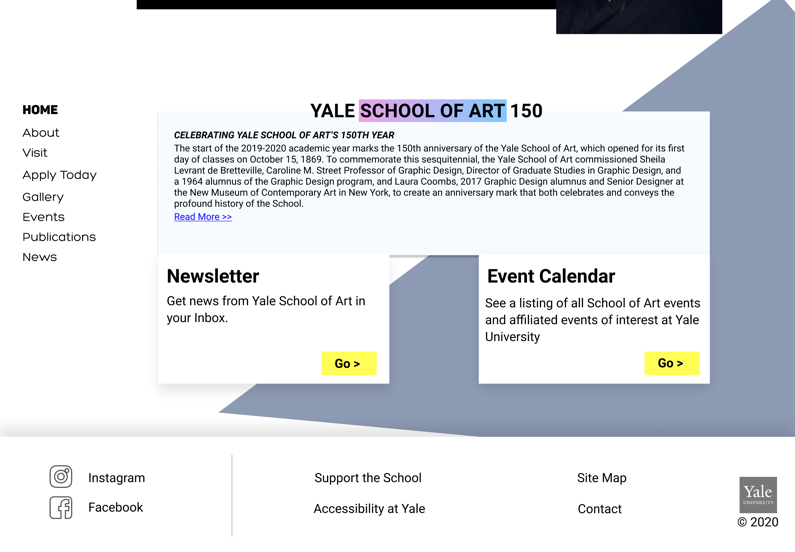 HOME
About
Visit
Apply Today
Gallery
Events
Publications
News
YALE SCHOOL OF ART 150
CELEBRATING YALE SCHOOL OF ART'S 150TH YEAR
The start of the 2019-2020 academic year marks the 150th anniversary of the Yale School of Art, which opened for its first
day of classes on October 15, 1869. To commemorate this sesquitennial, the Yale School of Art commissioned Sheila
Levrant de Bretteville, Caroline M. Street Professor of Graphic Design, Director of Graduate Studies in Graphic Design, and
a 1964 alumnus of the Graphic Design program, and Laura Coombs, 2017 Graphic Design alumnus and Senior Designer at
the New Museum of Contemporary Art in New York, to create an anniversary mark that both celebrates and conveys the
profound history of the School.
Read More >>
Newsletter
Get news from Yale School of Art in
your Inbox.
Go >
Event Calendar
See a listing of all School of Art events
and affiliated events of interest at Yale
University
Go >
Instagram
Facebook
Support the School
Accessibility at Yale
Site Map
Contact
Yale
UNIVERSITY
© 2020